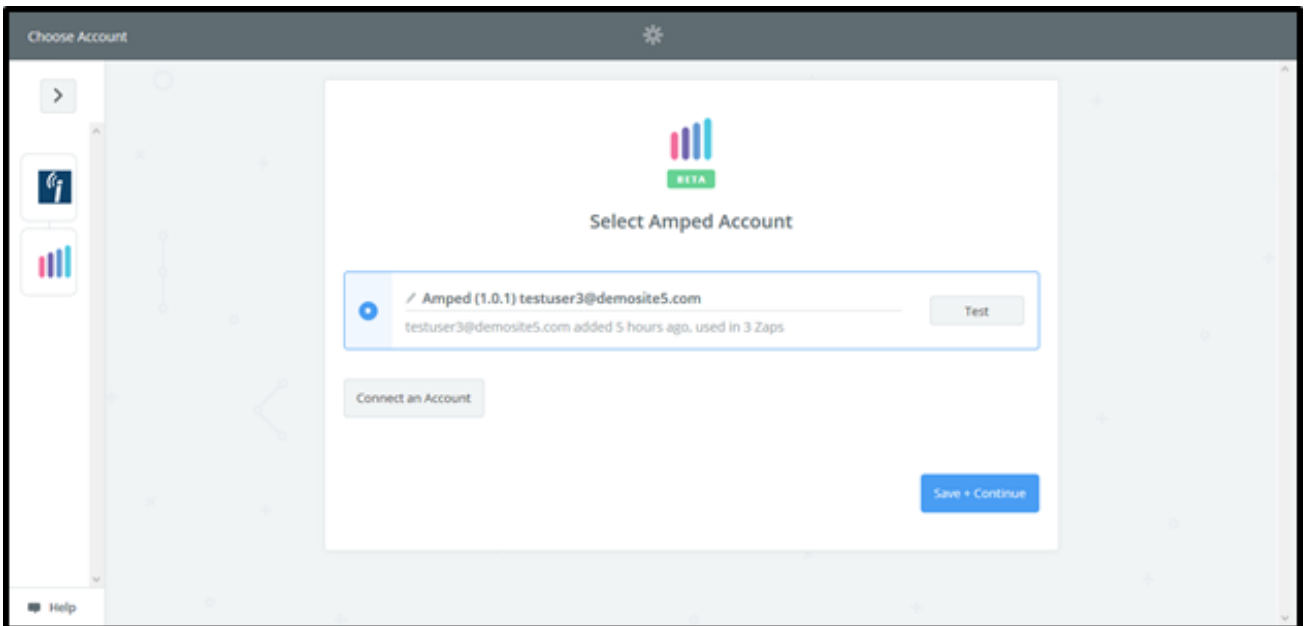 Choose Account
BETA
Select Amped Account
Amped (1.0.1) testuser3@demosite5.com
testuser3@demosite5.com added 5 hours ago, used in 3 Zaps
Test
Connect an Account
Save + Continue
Help